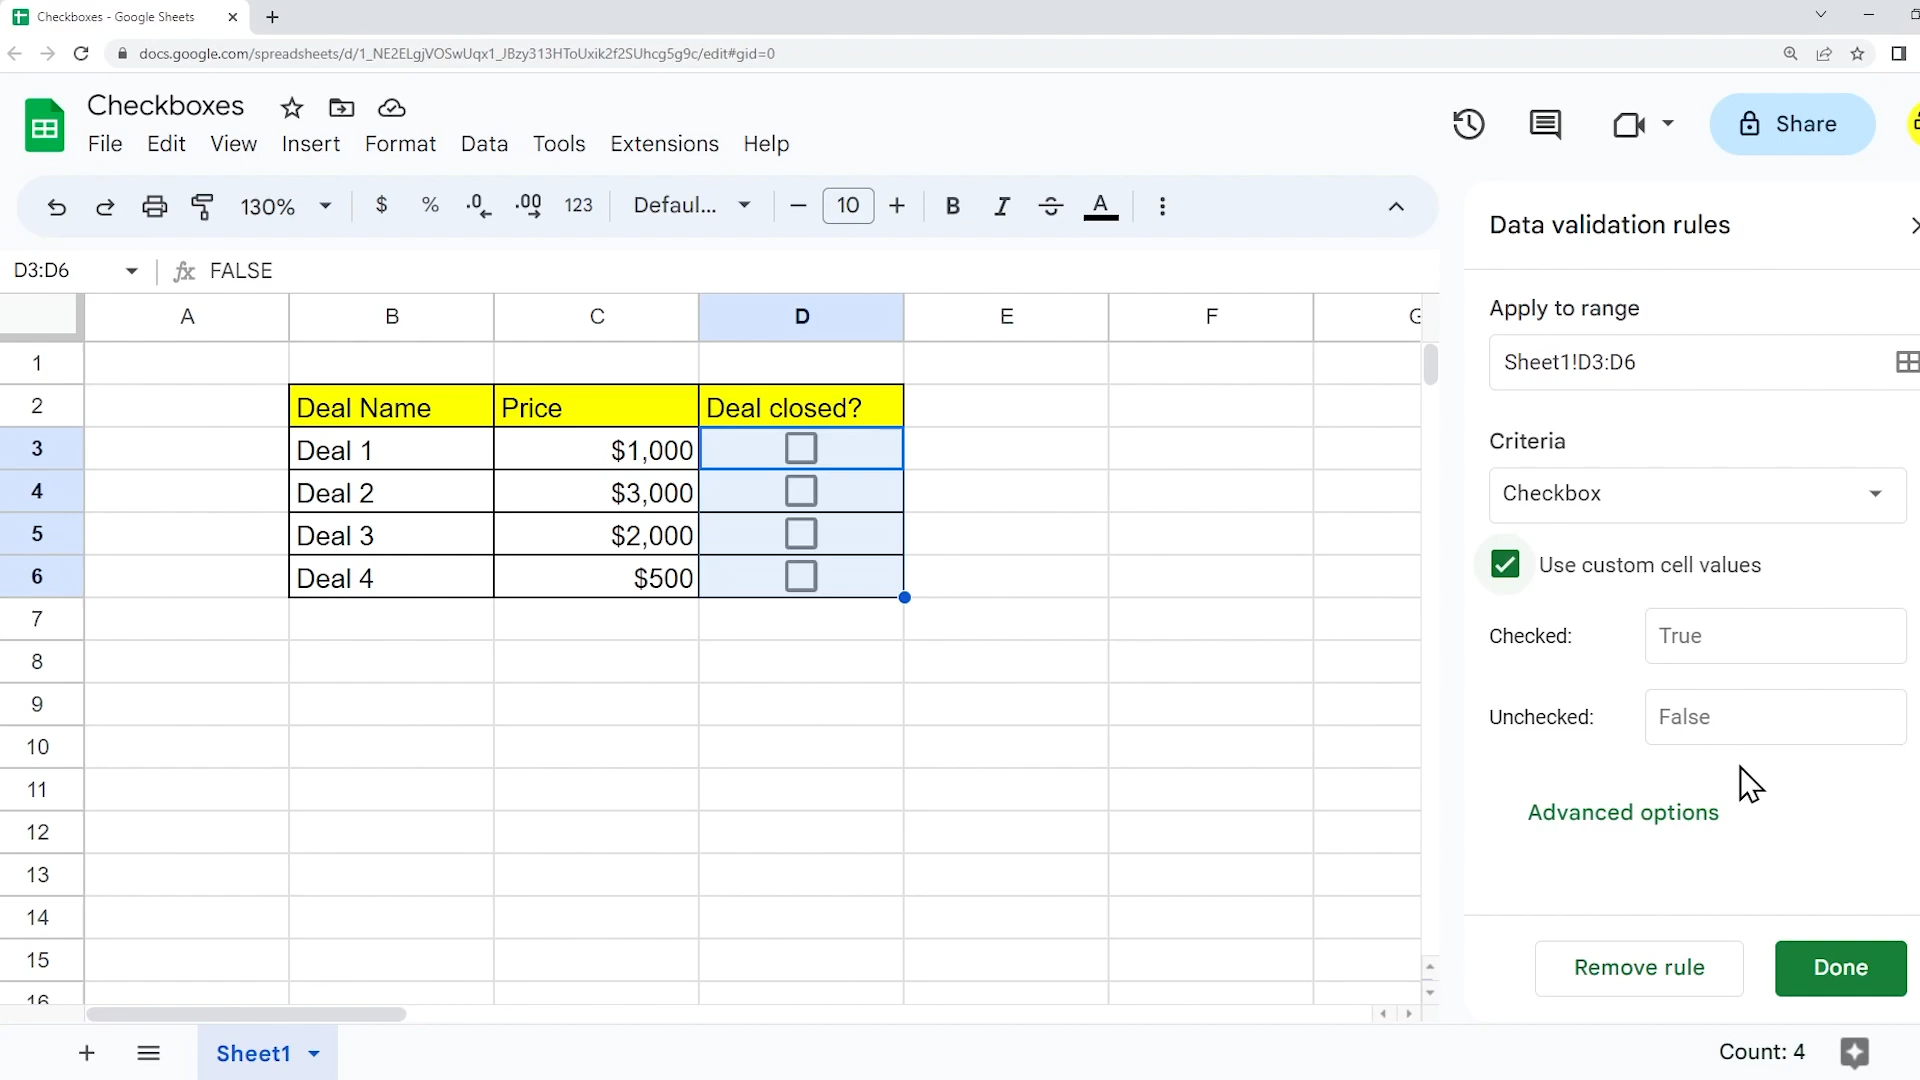 Checkboxes - Google Sheets
docs.google.com/spreadsheets/d/1_NE2ELgjVOSwUqx1_JBzy313HToUxik2f2SUhcg5g9c/edit#gid=0
Checkboxes
File Edit View Insert Format Data Tools Extensions Help
Share
130% $ % .0 .00 123 Defaul... 10 B I S A
D3:D6 fx FALSE
A B C D E F G
1
2 Deal Name Price Deal closed?
3 Deal 1 $1,000
4 Deal 2 $3,000
5 Deal 3 $2,000
6 Deal 4 $500
7
8
9
10
11
12
13
14
15
16
Data validation rules
Apply to range
Sheet1!D3:D6
Criteria
Checkbox
Use custom cell values
Checked: True
Unchecked: False
Advanced options
Remove rule Done
Sheet1
Count: 4